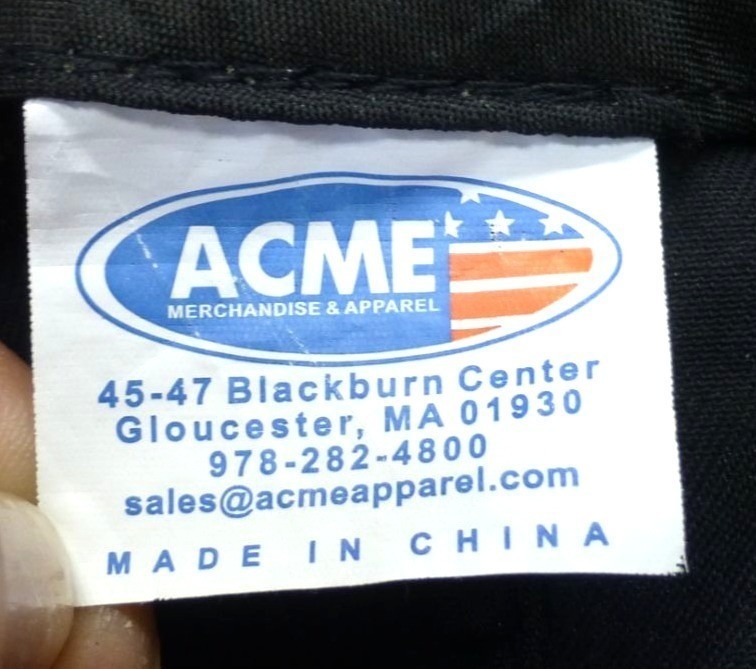 ACME
MERCHANDISE & APPAREL
45-47 Blackburn Center
Gloucester, MA 01930
978-282-4800
sales@acmeapparel.com
MADE IN CHINA